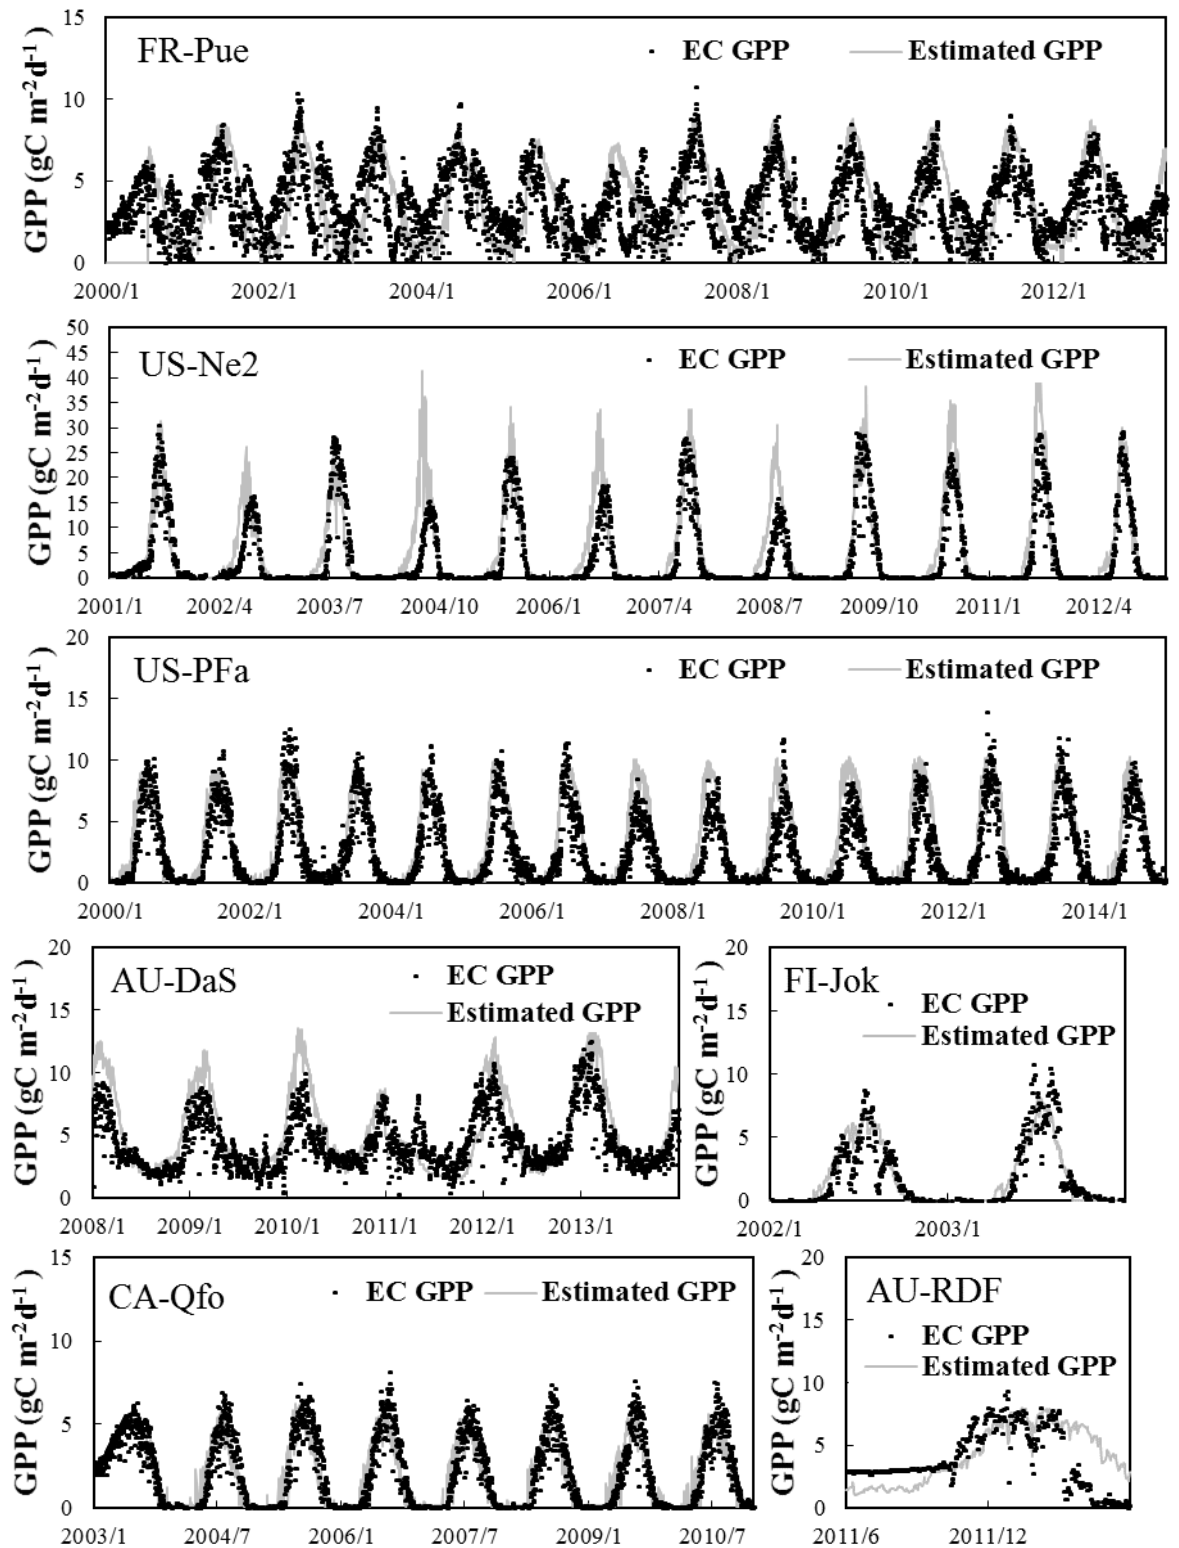 15
FR-Pue
EC GPP
Estimated GPP
10
5
0
GPP (gC m-2d-1)
2000/1 2002/1 2004/1 2006/1 2008/1 2010/1 2012/1
50
US-Ne2
EC GPP
Estimated GPP
45
40
35
30
25
20
15
10
5
0
GPP (gC m-2d-1)
2001/1 2002/4 2003/7 2004/10 2006/1 2007/4 2008/7 2009/10 2011/1 2012/4
20
US-PFa
EC GPP
Estimated GPP
15
10
5
0
GPP (gC m-2d-1)
2000/1 2002/1 2004/1 2006/1 2008/1 2010/1 2012/1 2014/1
20
AU-DaS
EC GPP
Estimated GPP
15
10
5
0
GPP (gC m-2d-1)
2008/1 2009/1 2010/1 2011/1 2012/1 2013/1
20
FI-Jok
EC GPP
Estimated GPP
15
10
5
0
GPP (gC m-2d-1)
2002/1 2003/1
15
CA-Qfo
EC GPP
Estimated GPP
10
5
0
GPP (gC m-2d-1)
2003/1 2004/7 2006/1 2007/7 2009/1 2010/7
20
AU-RDF
EC GPP
Estimated GPP
15
10
5
0
GPP (gC m-2d-1)
2011/6 2011/12